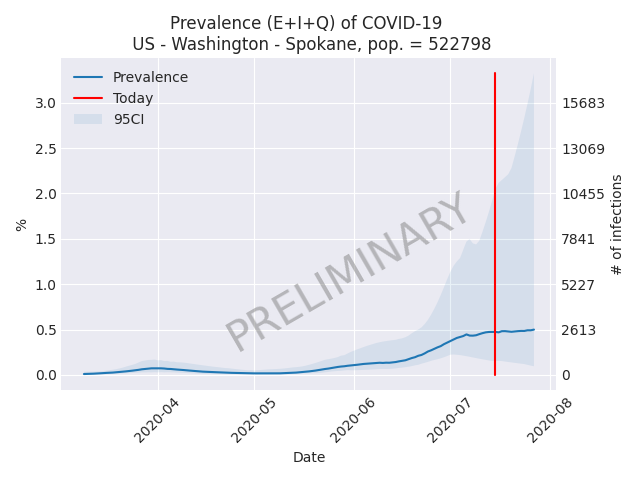 Prevalence (E+I+Q) of COVID-19
US - Washington - Spokane, pop. = 522798
Prevalence
Today
95CI
3.0
2.5
2.0
1.5
1.0
0.5
0.0
%
15683
13069
10455
7841
5227
2613
0
# of infections
PRELIMINARY
2020-04
2020-05
2020-06
2020-07
2020-08
Date